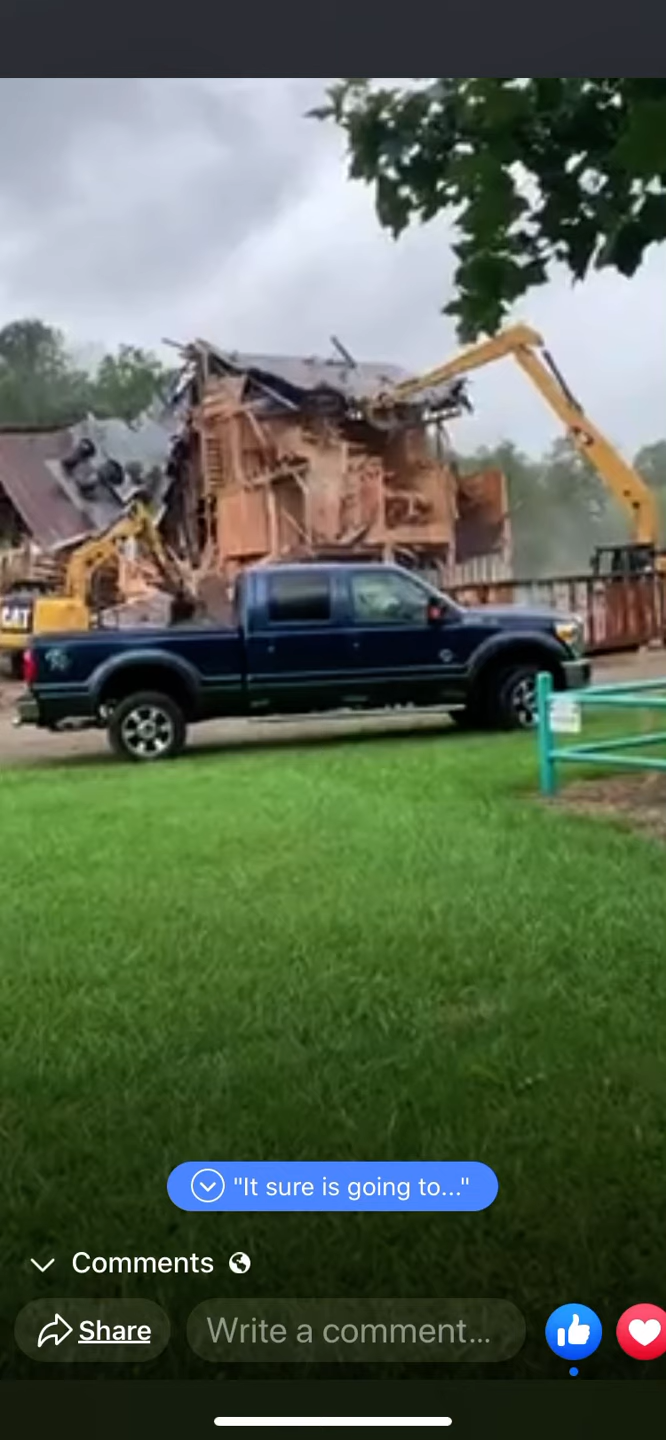 CAT
"It sure is going to..."
Comments
Share
Write a comment...